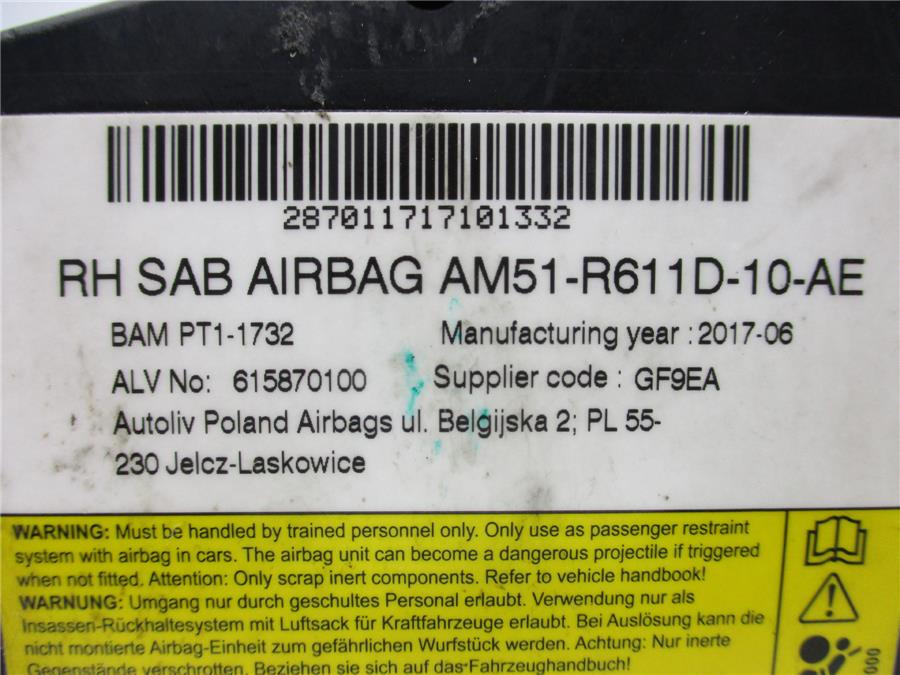 287011717101332
RH SAB AIRBAG AM51-R611D-10-AE
BAM PT1-1732 Manufacturing year : 2017-06
ALV No: 615870100 Supplier code : GF9EA
Autoliv Poland Airbags ul. Belgijska 2; PL 55-
230 Jelcz-Laskowice
WARNING: Must be handled by trained personnel only. Only use as passenger restraint
system with airbag in cars. The airbag unit can become a dangerous projectile if triggered
when not fitted. Attention: Only scrap inert components. Refer to vehicle handbook!
WARNUNG: Umgang nur durch geschultes Personal erlaubt. Verwendung nur als
Insassen-Rückhaltesystem mit Luftsack für Kraftfahrzeuge erlaubt. Bei Auslösung kann die
nicht montierte Airbag-Einheit zum gefährlichen Wurfstück werden. Achtung: Nur inerte
Gegenstände verschrotten. Beziehen sie sich auf das Fahrzeughandbuch!
000